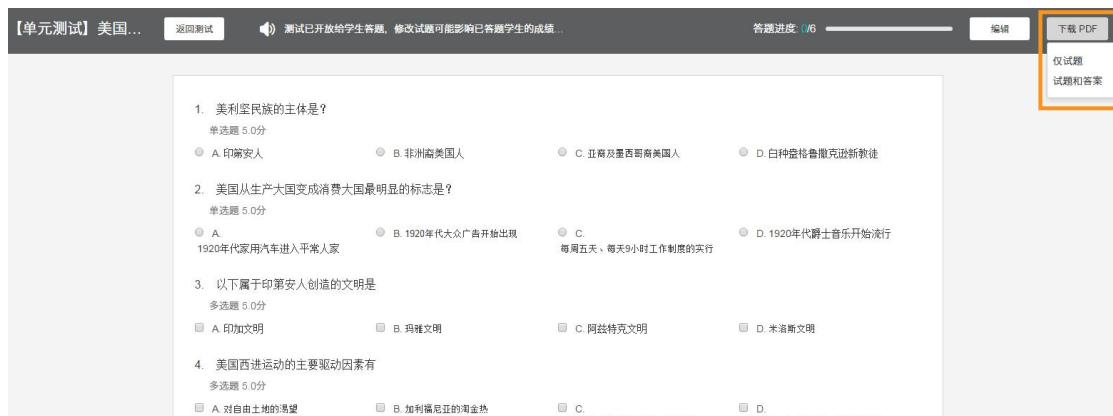 【单元测试】美国... 返回测试 测试已开放给学生答题，修改试题可能影响已答题学生的成绩... 答题进度: 0/6 编辑 下载 PDF
仅试题
试题和答案
1. 美利坚民族的主体是?
单选题 5.0分
A. 印第安人 B. 非洲裔美国人 C. 亚裔及墨西哥裔美国人 D. 白种盎格鲁撒克逊新教徒
2. 美国从生产大国变成消费大国最明显的标志是?
单选题 5.0分
A. B. 1920年代大众广告开始出现 C. D. 1920年代爵士音乐开始流行
1920年代家用汽车进入平常人家 每周五天、每天9小时工作制度的实行
3. 以下属于印第安人创造的文明是
多选题 5.0分
A. 印加文明 B. 玛雅文明 C. 阿兹特克文明 D. 米洛斯文明
4. 美国西进运动的主要驱动因素有
多选题 5.0分
A. 对自由土地的渴望 B. 加利福尼亚的淘金热 C. D.